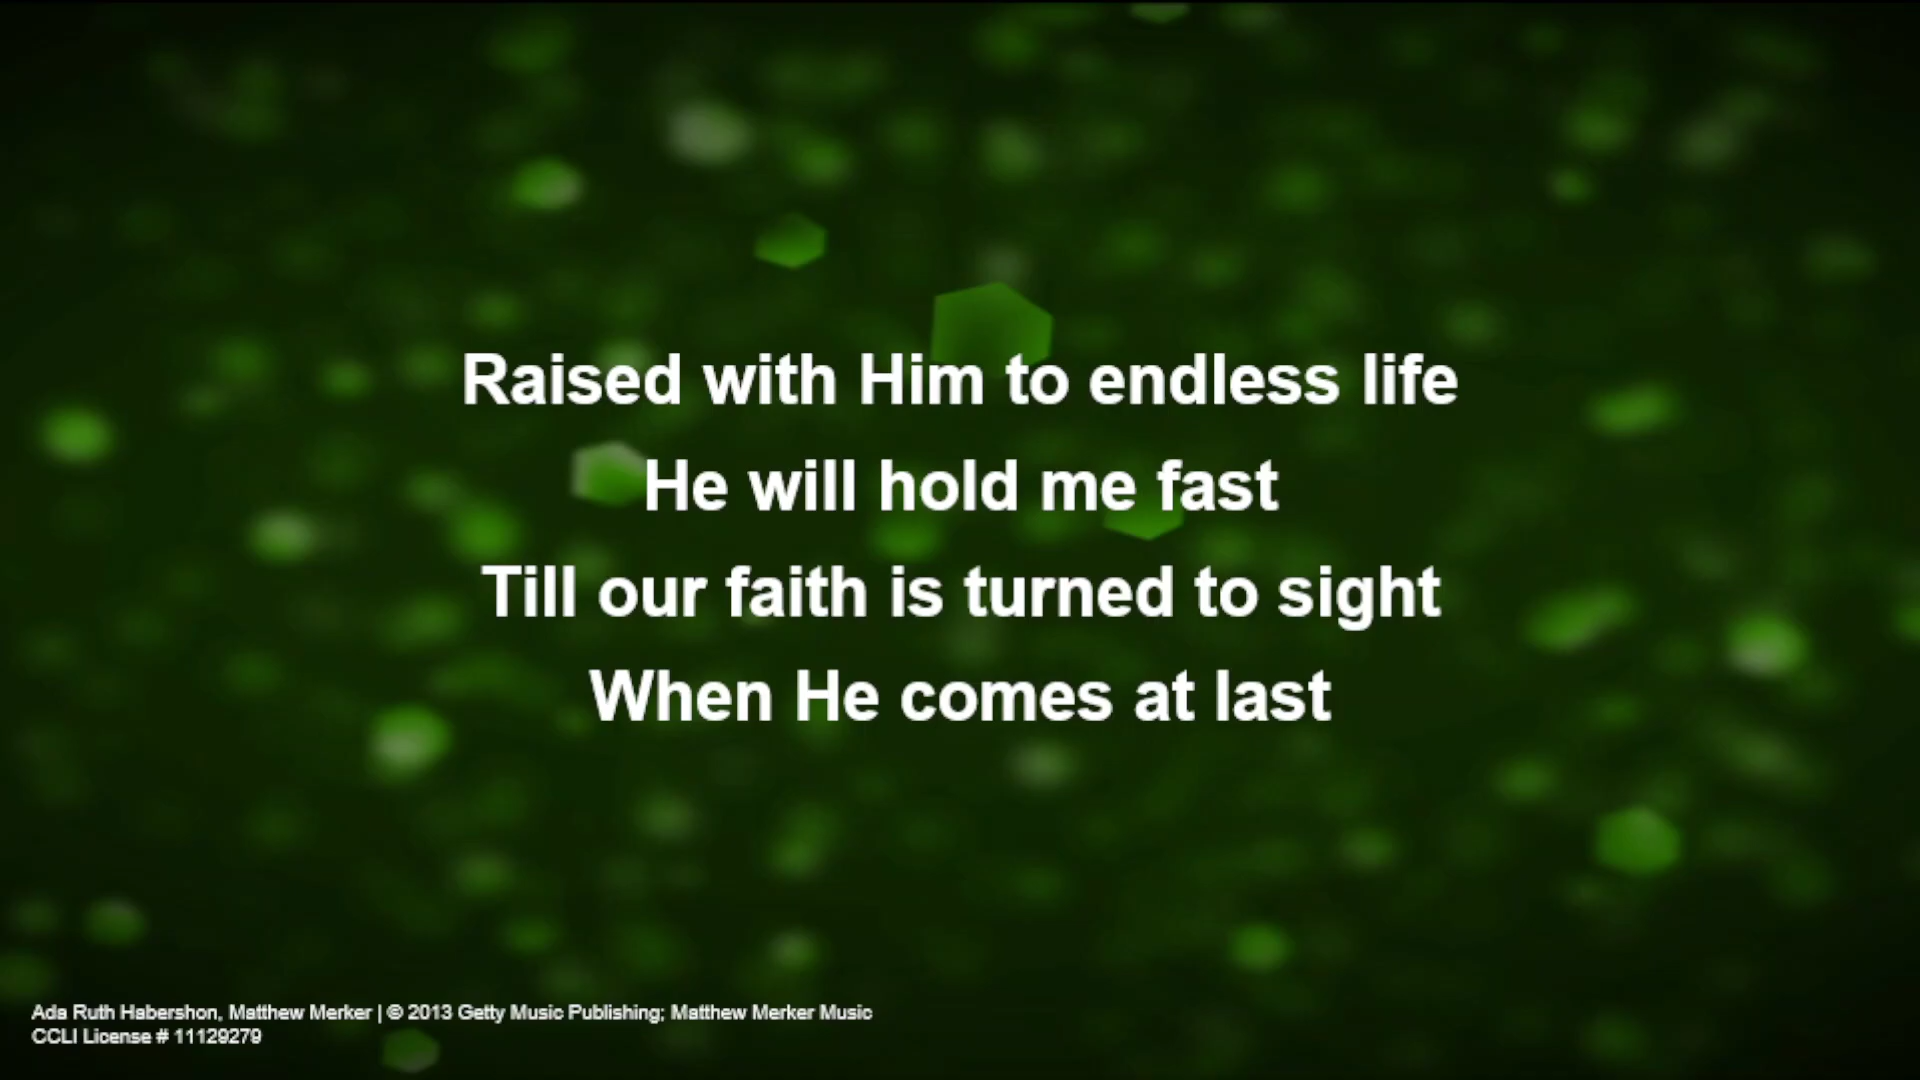 Raised with Him to endless life
He will hold me fast
Till our faith is turned to sight
When He comes at last
Ada Ruth Habershon, Matthew Merker | © 2013 Getty Music Publishing; Matthew Merker Music
CCLI License # 11129279